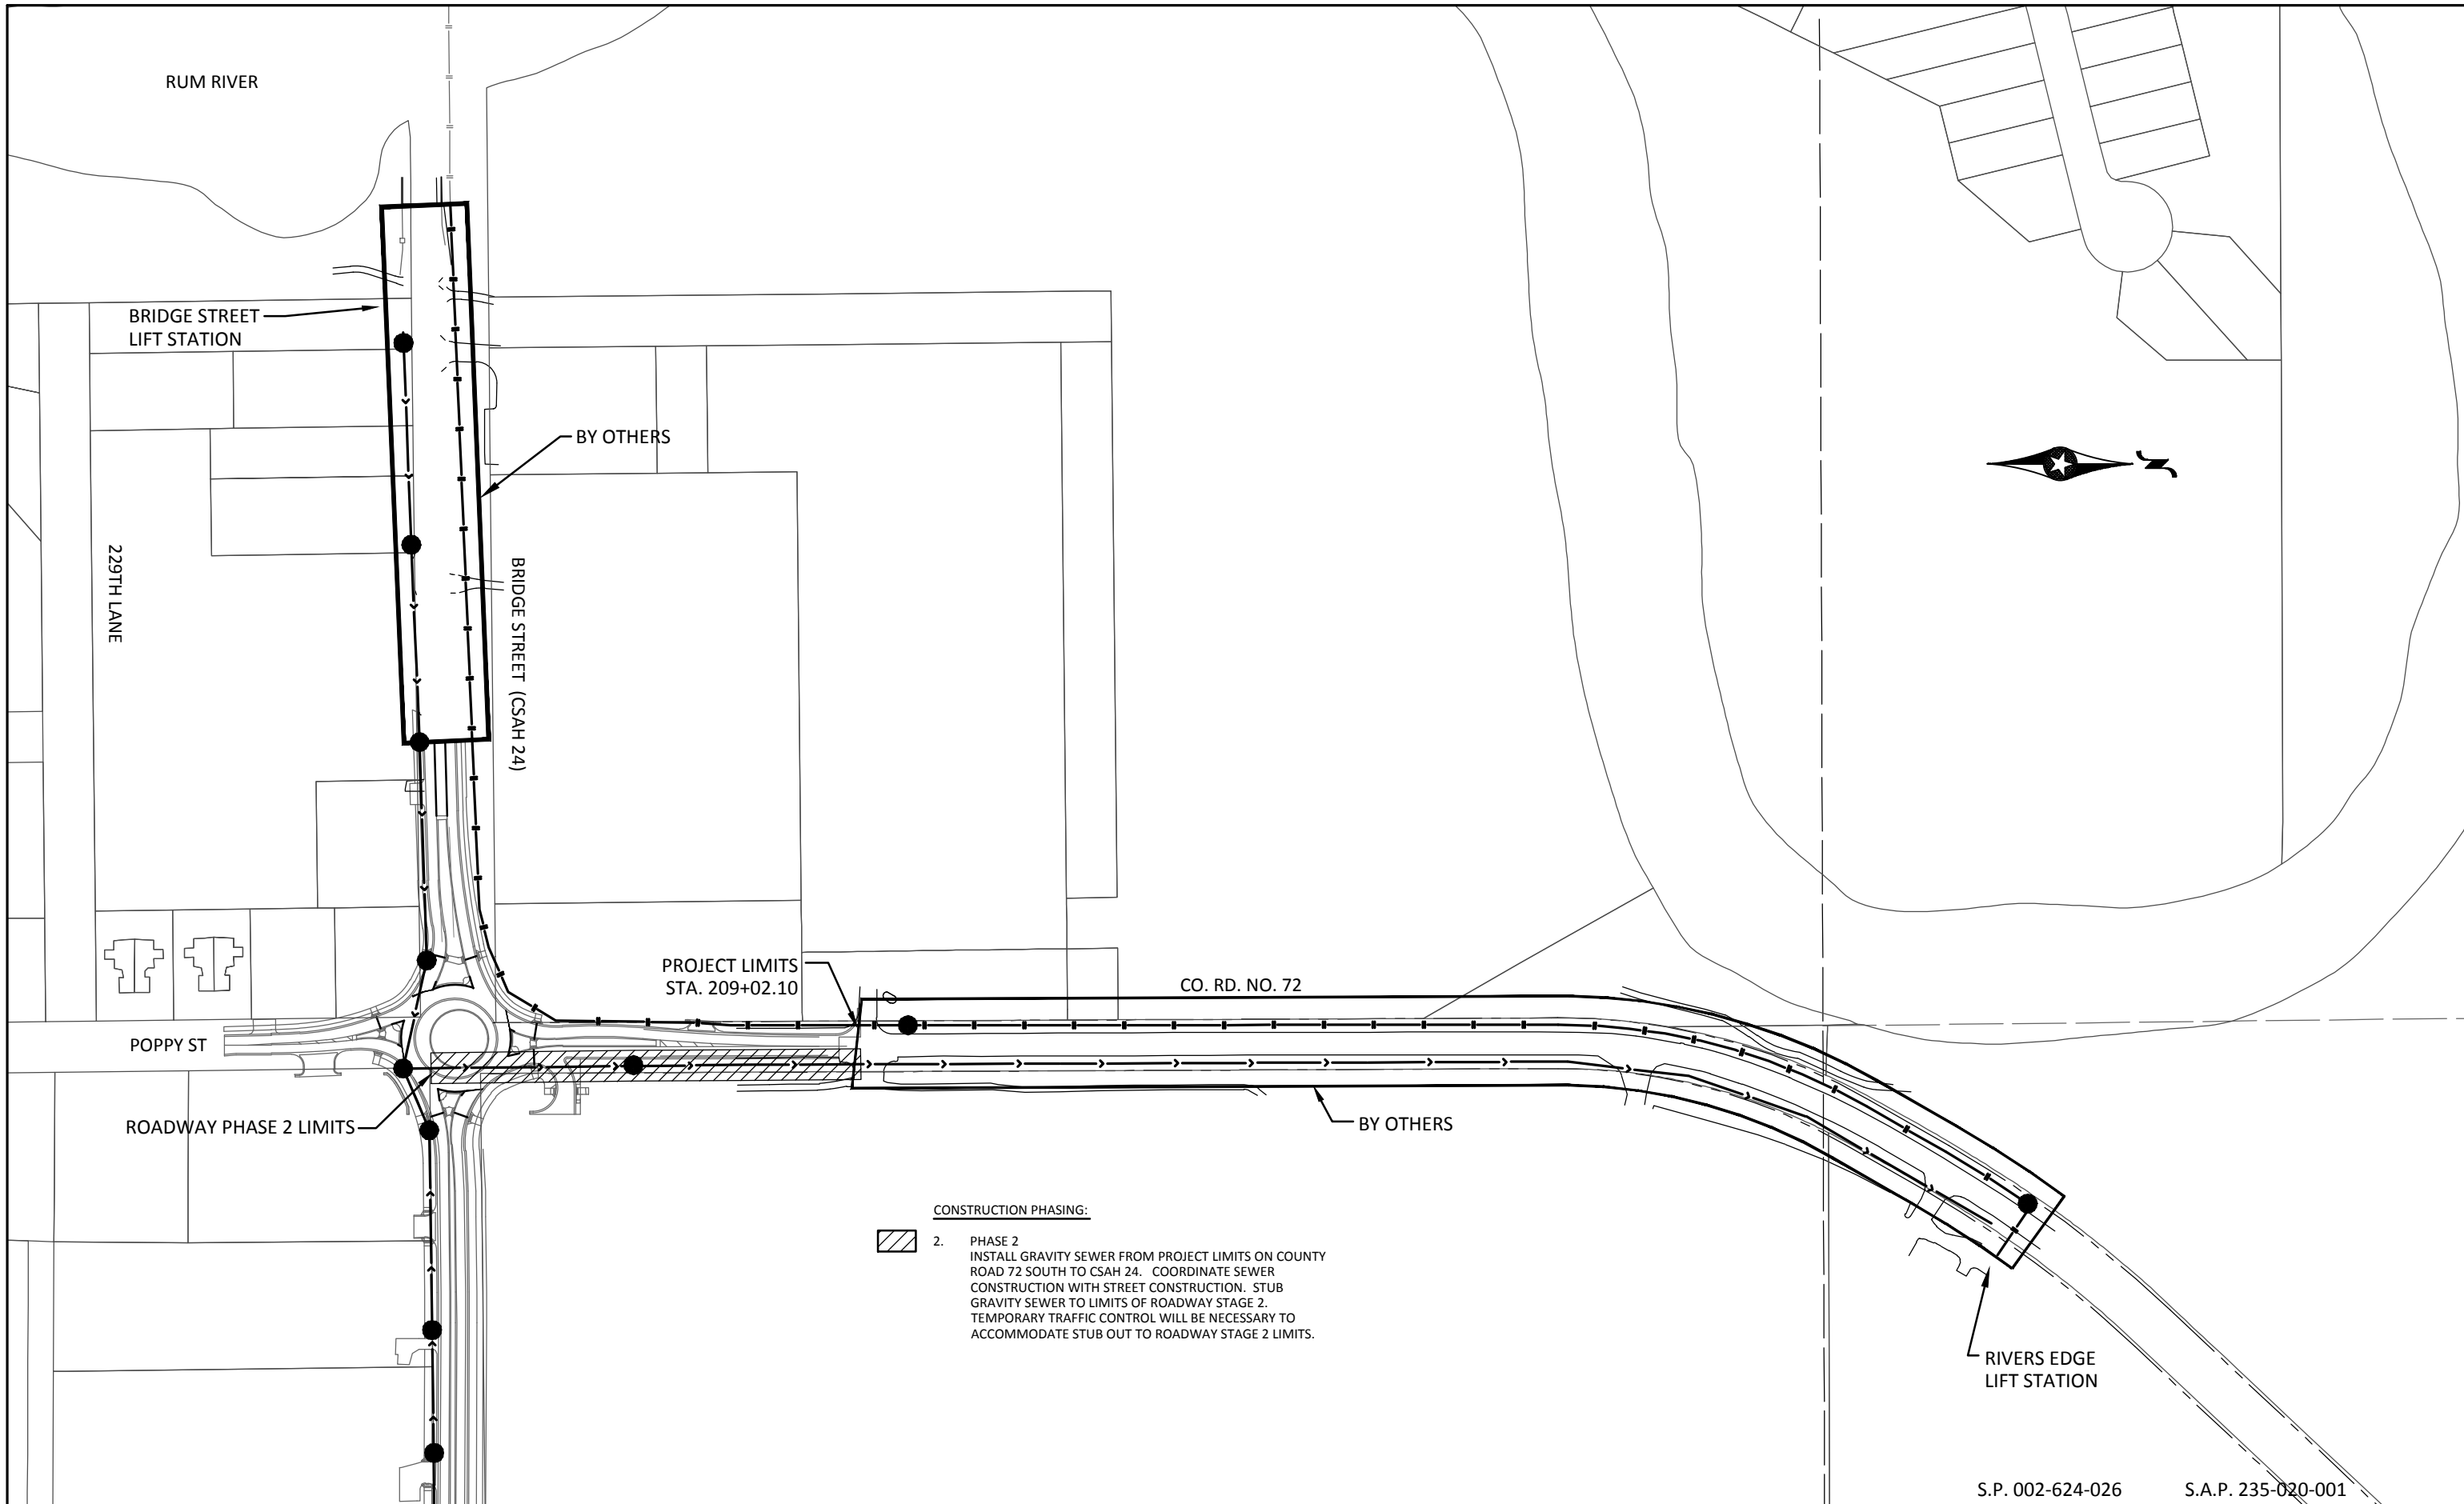 RUM RIVER
BRIDGE STREET
LIFT STATION
BY OTHERS
229TH LANE
BRIDGE STREET (CSAH 24)
PROJECT LIMITS
STA. 209+02.10
CO. RD. NO. 72
POPPY ST
ROADWAY PHASE 2 LIMITS
BY OTHERS
CONSTRUCTION PHASING:
2. PHASE 2
INSTALL GRAVITY SEWER FROM PROJECT LIMITS ON COUNTY
ROAD 72 SOUTH TO CSAH 24. COORDINATE SEWER
CONSTRUCTION WITH STREET CONSTRUCTION. STUB
GRAVITY SEWER TO LIMITS OF ROADWAY STAGE 2.
TEMPORARY TRAFFIC CONTROL WILL BE NECESSARY TO
ACCOMMODATE STUB OUT TO ROADWAY STAGE 2 LIMITS.
RIVERS EDGE
LIFT STATION
S.P. 002-624-026 S.A.P. 235-020-001